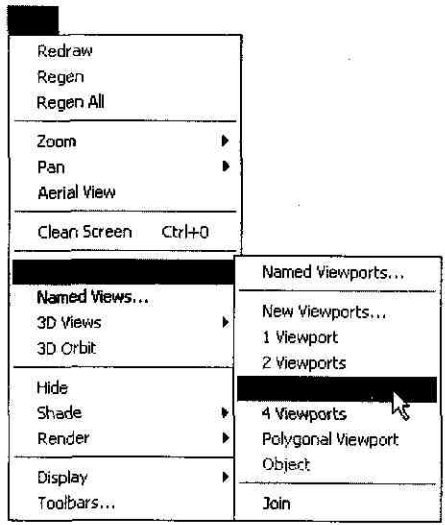 Redraw
Regen
Regen All
Zoom
Pan
Aerial View
Clean Screen Ctrl+0
Named Views...
3D Views
3D Orbit
Hide
Shade
Render
Display
Toolbars...
Named Viewports...
New Viewports...
1 Viewport
2 Viewports
4 Viewports
Polygonal Viewport
Object
Join